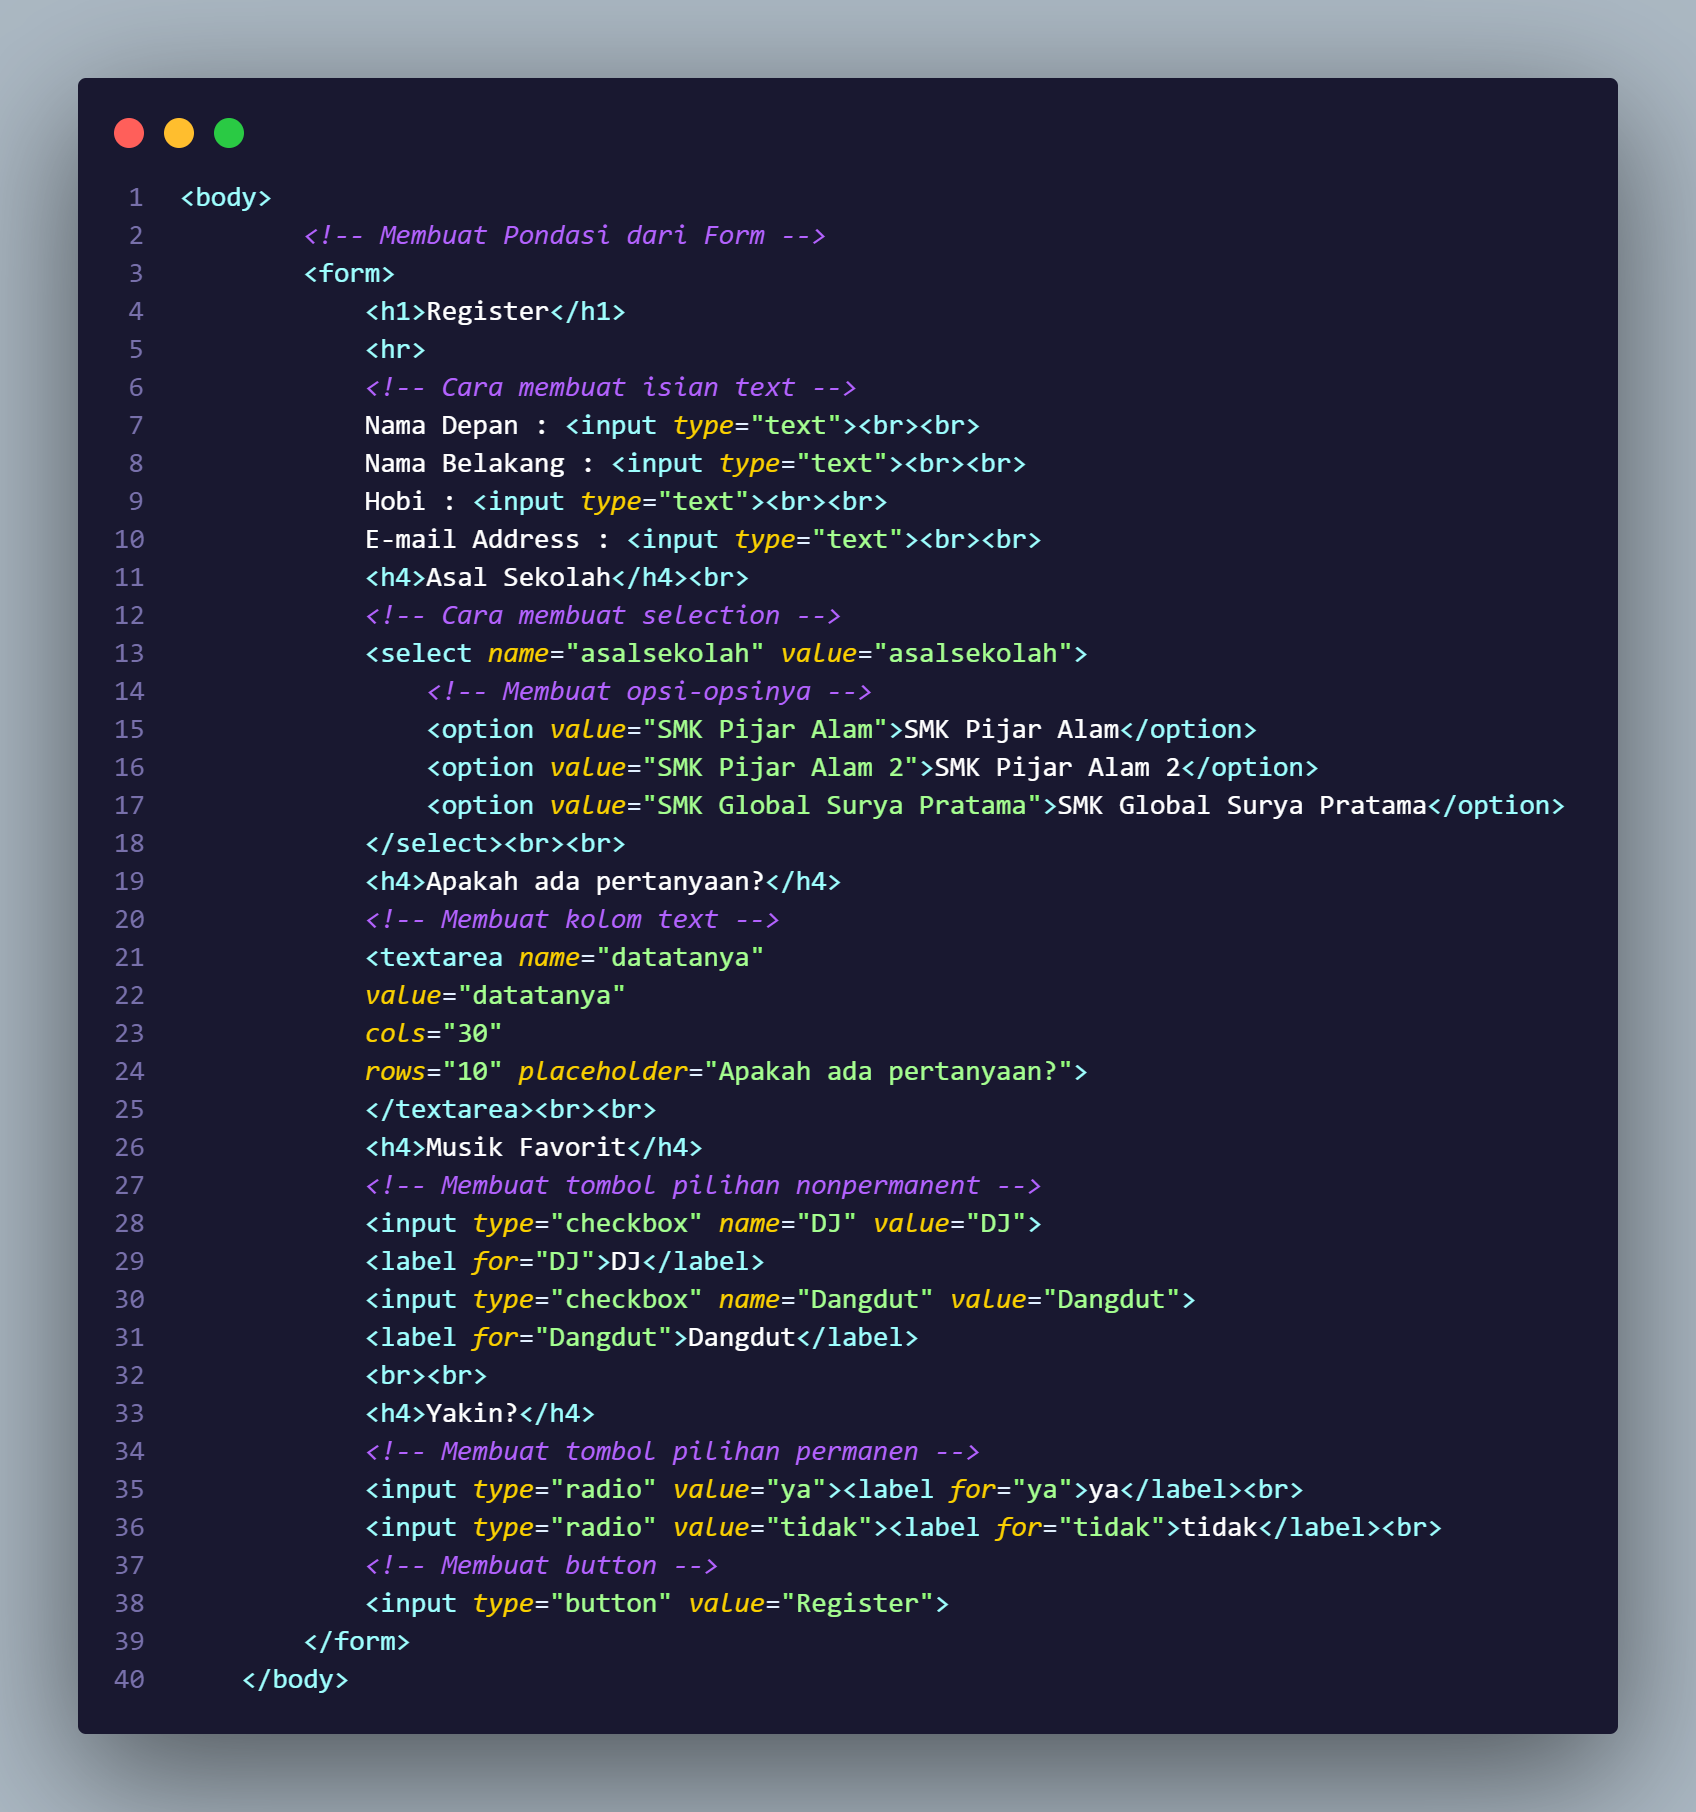 1 <body>
2 <!-- Membuat Pondasi dari Form -->
3 <form>
4 <h1>Register</h1>
5 <hr>
6 <!-- Cara membuat isian text -->
7 Nama Depan : <input type="text"><br><br>
8 Nama Belakang : <input type="text"><br><br>
9 Hobi : <input type="text"><br><br>
10 E-mail Address : <input type="text"><br><br>
11 <h4>Asal Sekolah</h4><br>
12 <!-- Cara membuat selection -->
13 <select name="asalsekolah" value="asalsekolah">
14 <!-- Membuat opsi-opsinya -->
15 <option value="SMK Pijar Alam">SMK Pijar Alam</option>
16 <option value="SMK Pijar Alam 2">SMK Pijar Alam 2</option>
17 <option value="SMK Global Surya Pratama">SMK Global Surya Pratama</option>
18 </select><br><br>
19 <h4>Apakah ada pertanyaan?</h4>
20 <!-- Membuat kolom text -->
21 <textarea name="datatanya"
22 value="datatanya"
23 cols="30"
24 rows="10" placeholder="Apakah ada pertanyaan?">
25 </textarea><br><br>
26 <h4>Musik Favorit</h4>
27 <!-- Membuat tombol pilihan nonpermanent -->
28 <input type="checkbox" name="DJ" value="DJ">
29 <label for="DJ">DJ</label>
30 <input type="checkbox" name="Dangdut" value="Dangdut">
31 <label for="Dangdut">Dangdut</label>
32 <br><br>
33 <h4>Yakin?</h4>
34 <!-- Membuat tombol pilihan permanen -->
35 <input type="radio" value="ya"><label for="ya">ya</label><br>
36 <input type="radio" value="tidak"><label for="tidak">tidak</label><br>
37 <!-- Membuat button -->
38 <input type="button" value="Register">
39 </form>
40 </body>